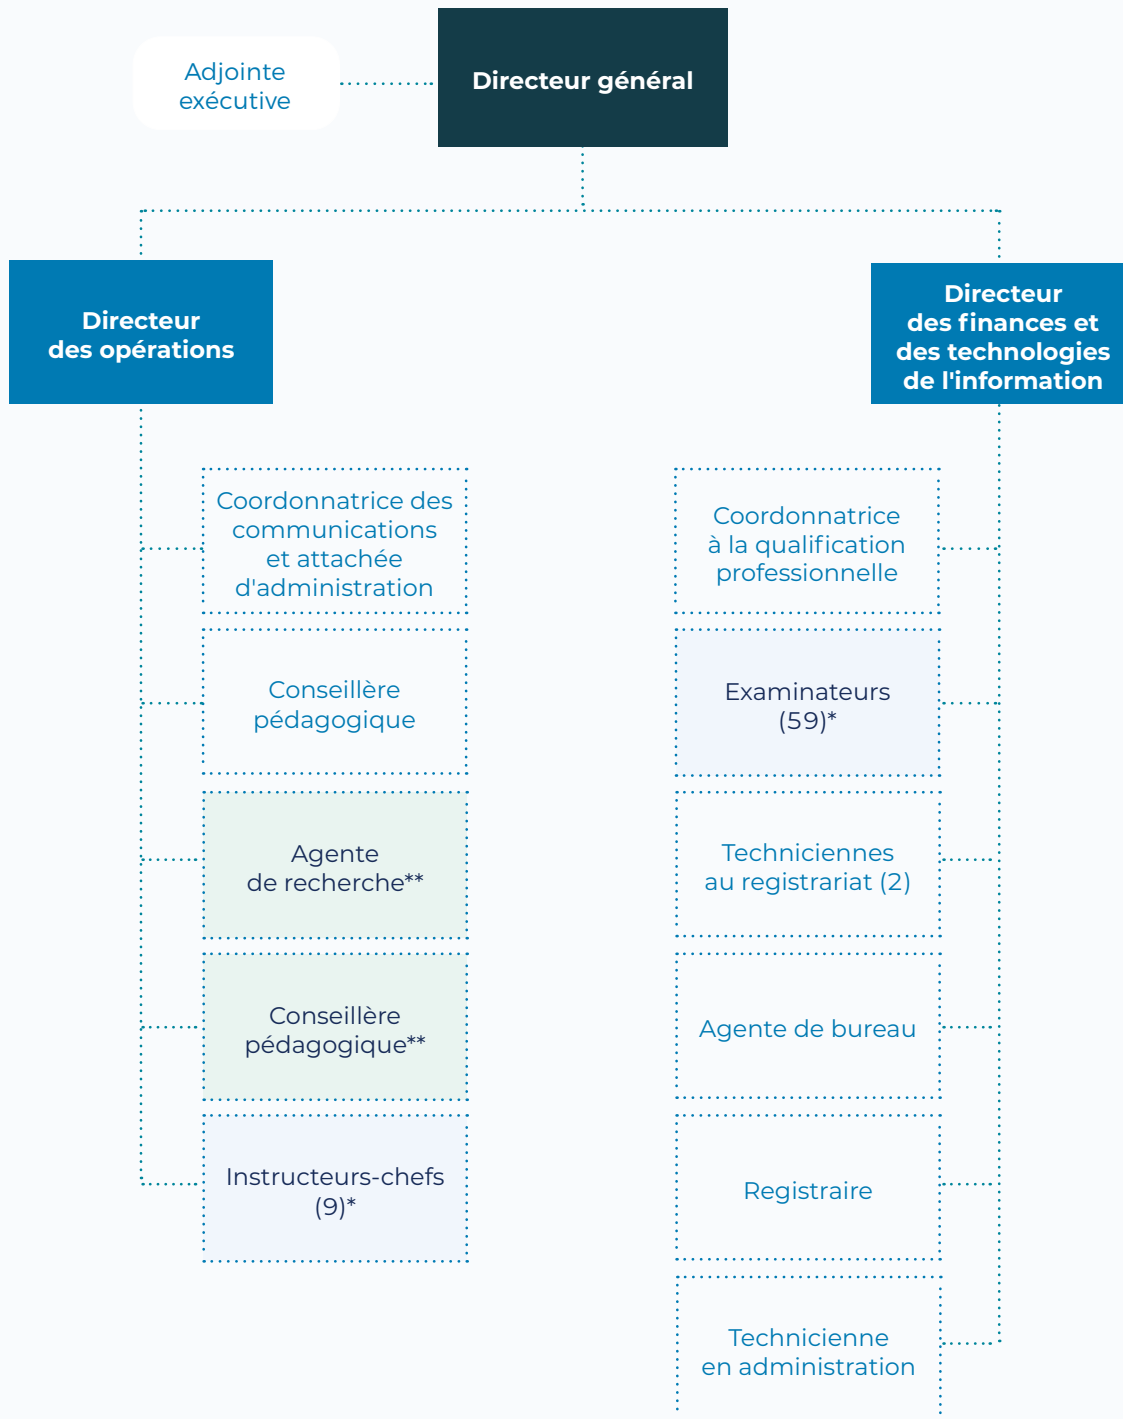 Adjointe
exécutive
Directeur général
Directeur
des opérations
Directeur
des finances et
des technologies
de l'information
Coordonnatrice des
communications
et attachée
d'administration
Conseillère
pédagogique
Agente
de recherche**
Conseillère
pédagogique**
Instructeurs-chefs
(9)*
Coordonnatrice
à la qualification
professionnelle
Examinateurs
(59)*
Techniciennes
au registrariat (2)
Agente de bureau
Registraire
Technicienne
en administration